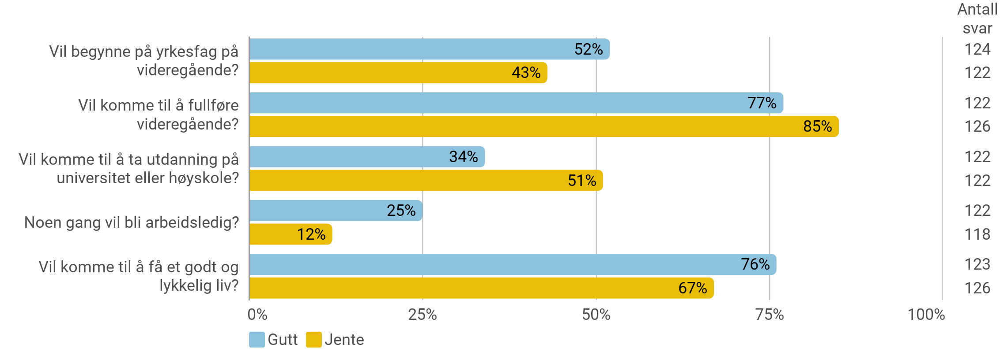 Antall
svar
Vil begynne på yrkesfag på
videregående?
52%
124
43%
122
Vil komme til å fullføre
videregående?
77%
122
85%
126
Vil komme til å ta utdanning på
universitet eller høyskole?
34%
122
51%
122
Noen gang vil bli arbeidsledig?
25%
122
12%
118
Vil komme til å få et godt og
lykkelig liv?
76%
123
67%
126
0% 25% 50% 75% 100%
Gutt Jente